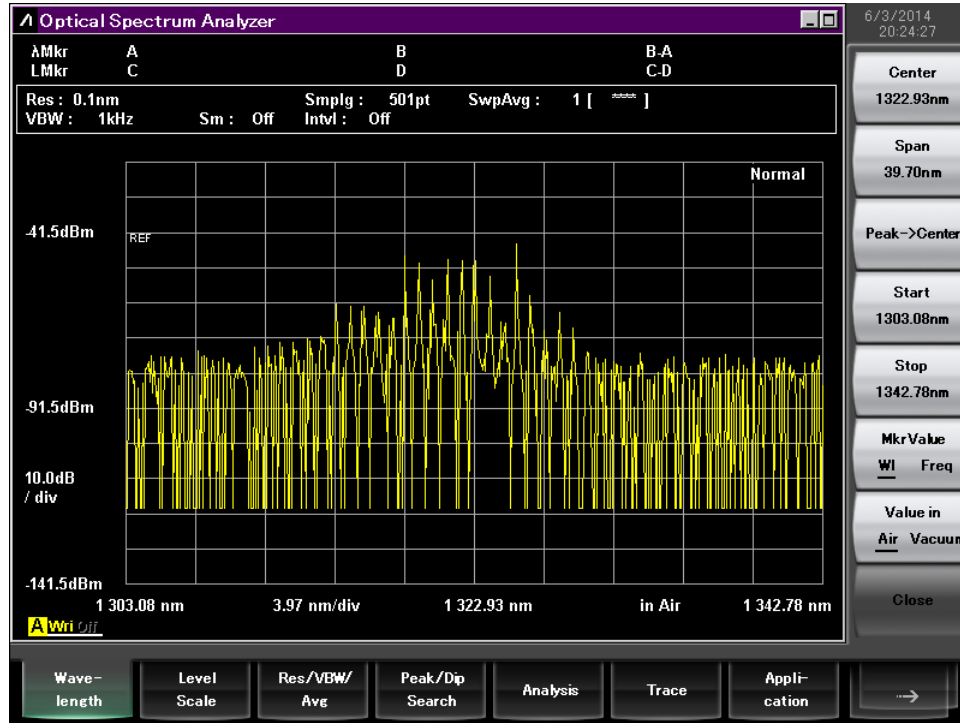 Optical Spectrum Analyzer
6/3/2014
20:24:27
λMkr A B B-A
LMkr C D C-D
Res : 0.1nm Smplg : 501pt SwpAvg : 1 [ **** ]
VBW : 1kHz Sm : Off Intvl : Off
Normal
-41.5dBm
REF
-91.5dBm
10.0dB
/ div
-141.5dBm
1 303.08 nm 3.97 nm/div 1 322.93 nm in Air 1 342.78 nm
A Wri Off
Center
1322.93nm
Span
39.70nm
Peak->Center
Start
1303.08nm
Stop
1342.78nm
MkrValue
Wl Freq
Value in
Air Vacuum
Close
Wave-
length
Level
Scale
Res/VBW/
Avg
Peak/Dip
Search
Analysis
Trace
Appli-
cation